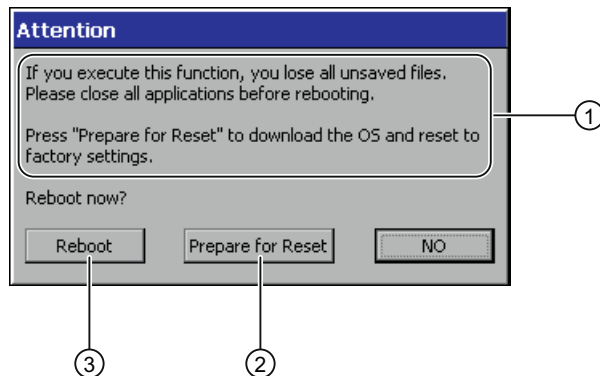 Attention
If you execute this function, you lose all unsaved files.
Please close all applications before rebooting.
Press "Prepare for Reset" to download the OS and reset to
factory settings.
Reboot now?
Reboot
Prepare for Reset
NO
1
3
2